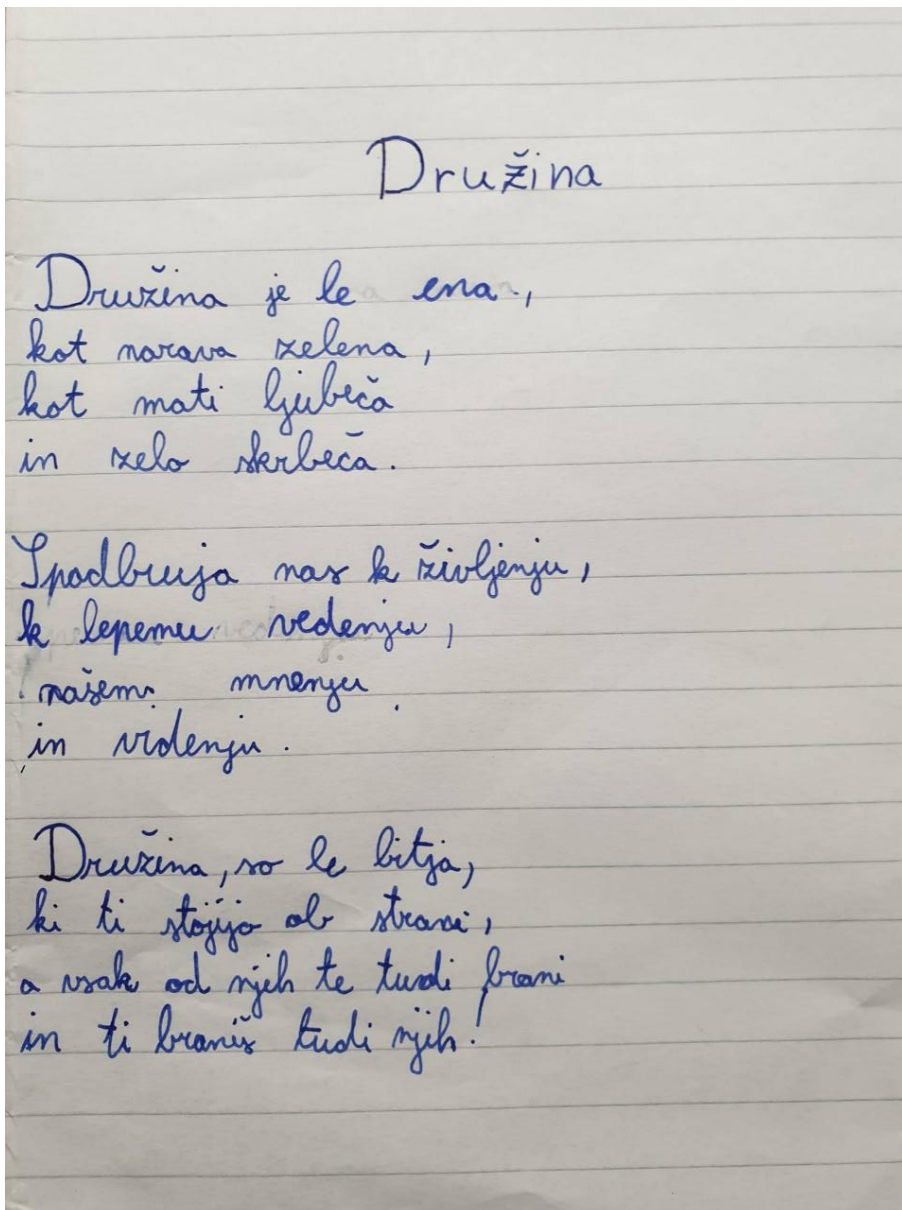 Družina
Družina je le ena,
kot narava zelena,
kot mati ljubeča
in zelo skrbeča.
Spodbuja nas k življenju,
k lepemu vedenju,
našem mnenju
in videnju.
Družina, so le bitja,
ki ti stojijo ob strani,
a vsak od njih te tudi brani
in ti braniš tudi njih!